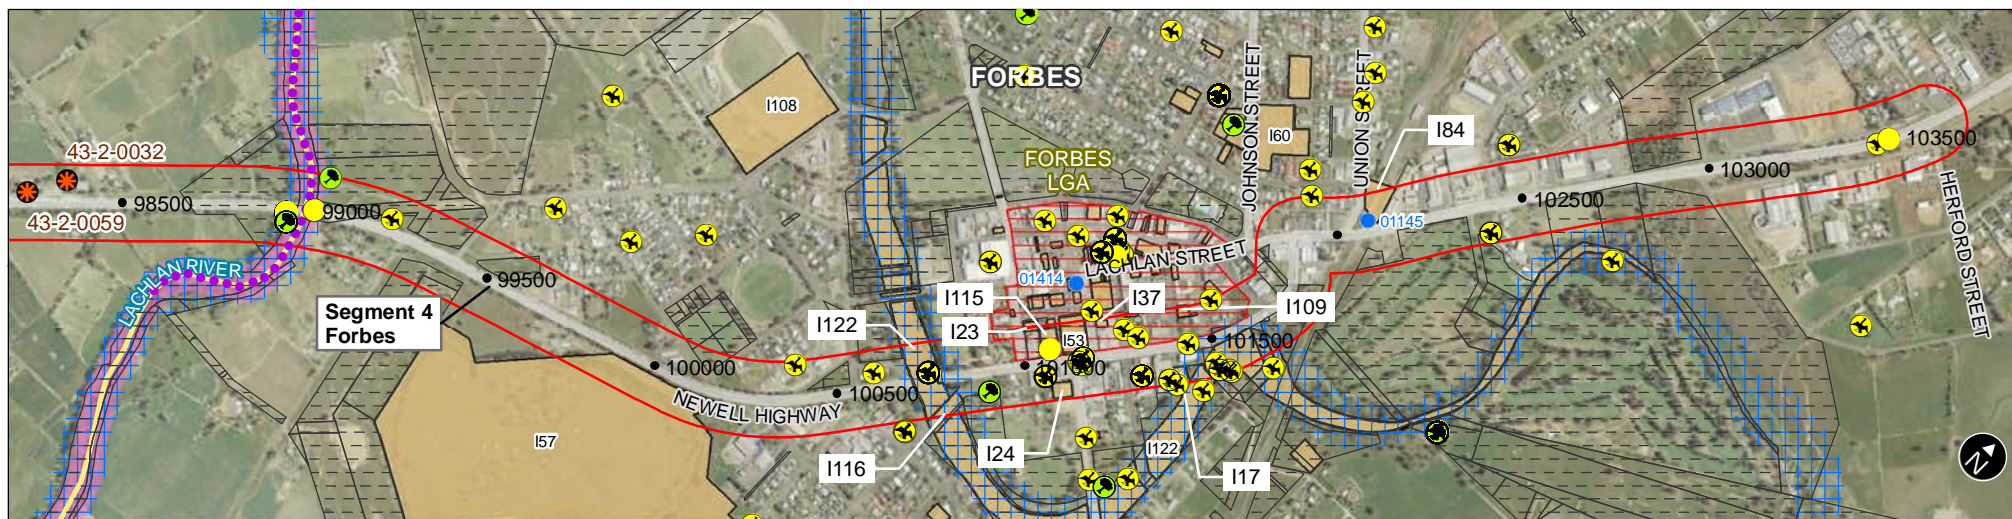 FORBES
JOHNSON STREET
UNION STREET
I108
I60
I84
103500
43-2-0032
FORBES
LGA
103000
98500
99000
102500
43-2-0059
01145
HERFORD STREET
LACHLAN STREET
LACHLAN RIVER
99500
01414
Segment 4
Forbes
I115
I37
I109
I122
I23
I53
101500
100000
100500
NEWELL HIGHWAY
I57
I116
I24
I122
I17
N